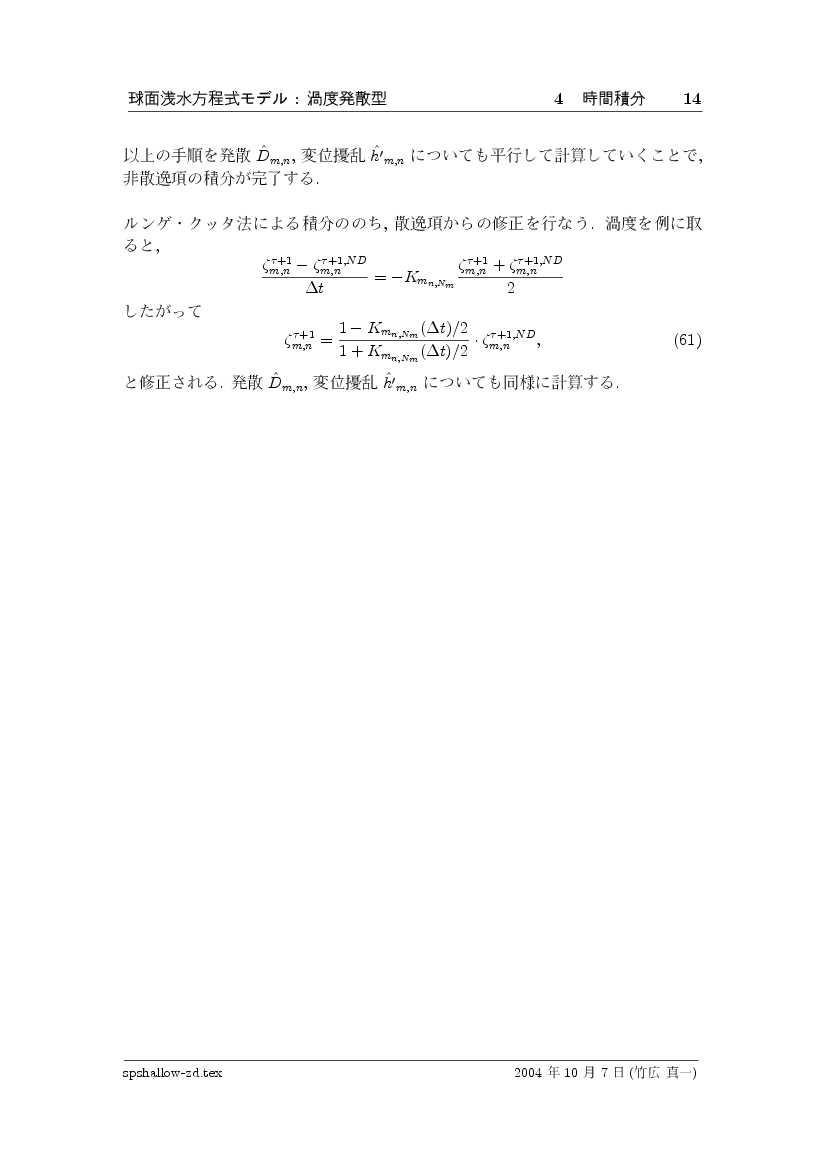 球面浅水方程式モデル : 渦度発散型 4 時間積分 14
以上の手順を発散 $\hat{D}_{m,n}$, 変位擾乱 $\hat{h'}_{m,n}$ についても平行して計算していくことで,
非散逸項の積分が完了する.
ルンゲ・クッタ法による積分ののち, 散逸項からの修正を行なう. 渦度を例に取
ると,
$\frac{\zeta_{m,n}^{\tau+1} - \zeta_{m,n}^{\tau+1,ND}}{\Delta t} = -K_{m_{n,N_m}} \frac{\zeta_{m,n}^{\tau+1} + \zeta_{m,n}^{\tau+1,ND}}{2}$
したがって
$\zeta_{m,n}^{\tau+1} = \frac{1 - K_{m_{n,N_m}}(\Delta t)/2}{1 + K_{m_{n,N_m}}(\Delta t)/2} \cdot \zeta_{m,n}^{\tau+1,ND},$ (61)
と修正される. 発散 $\hat{D}_{m,n}$, 変位擾乱 $\hat{h'}_{m,n}$ についても同様に計算する.
spshallow-zd.tex 2004 年 10 月 7 日 (竹広 真一)